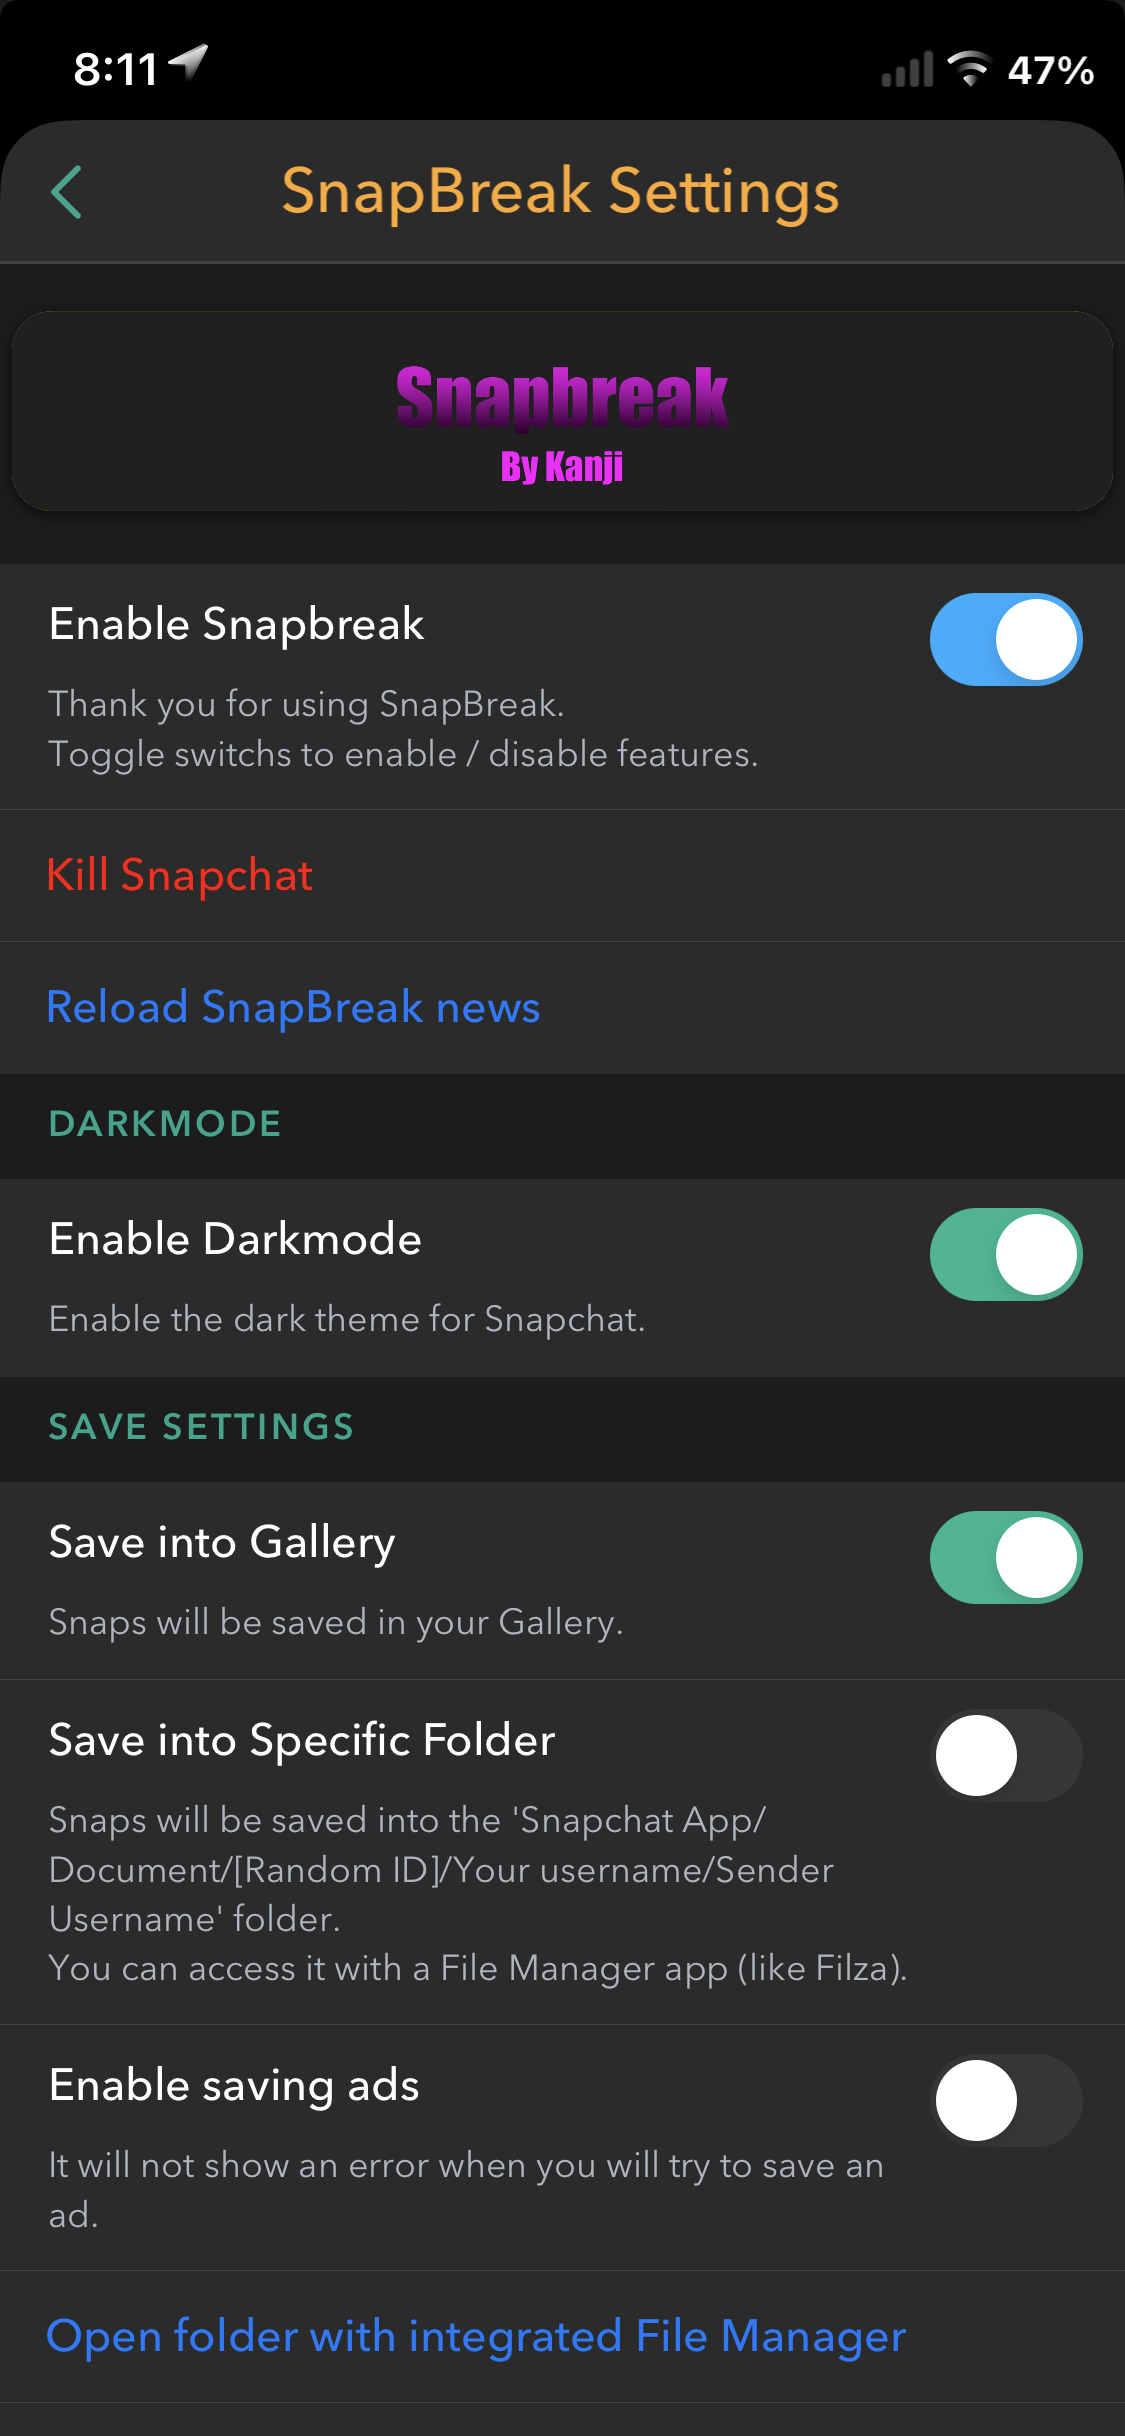 8:11
47%
SnapBreak Settings
Snapbreak
By Kanji
Enable Snapbreak
Thank you for using SnapBreak.
Toggle switchs to enable / disable features.
Kill Snapchat
Reload SnapBreak news
DARKMODE
Enable Darkmode
Enable the dark theme for Snapchat.
SAVE SETTINGS
Save into Gallery
Snaps will be saved in your Gallery.
Save into Specific Folder
Snaps will be saved into the 'Snapchat App/
Document/[Random ID]/Your username/Sender
Username' folder.
You can access it with a File Manager app (like Filza).
Enable saving ads
It will not show an error when you will try to save an
ad.
Open folder with integrated File Manager